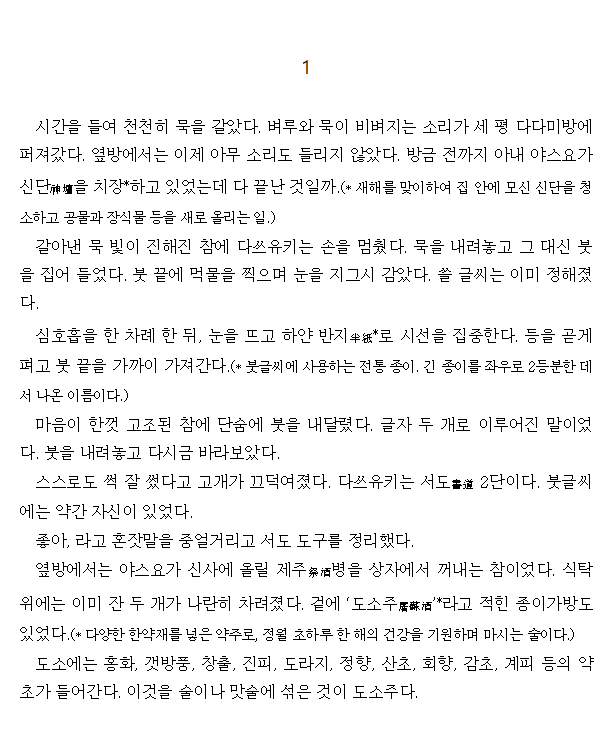 1
시간을 들여 천천히 묵을 갈았다. 벼루와 묵이 비벼지는 소리가 세 평 다다미방에
퍼져갔다. 옆방에서는 이제 아무 소리도 들리지 않았다. 방금 전까지 아내 야스요가
신단神壇을 치장*하고 있었는데 다 끝난 것일까.(* 새해를 맞이하여 집 안에 모신 신단을 청
소하고 공물과 장식물 등을 새로 올리는 일.)
갈아낸 묵 빛이 진해진 참에 다쓰유키는 손을 멈췄다. 묵을 내려놓고 그 대신 붓
을 집어 들었다. 붓 끝에 먹물을 찍으며 눈을 지그시 감았다. 쓸 글씨는 이미 정해졌
다.
심호흡을 한 차례 한 뒤, 눈을 뜨고 하얀 반지半紙*로 시선을 집중한다. 등을 곧게
펴고 붓 끝을 가까이 가져간다.(* 붓글씨에 사용하는 전통 종이. 긴 종이를 좌우로 2등분한 데
서 나온 이름이다.)
마음이 한껏 고조된 참에 단숨에 붓을 내달렸다. 글자 두 개로 이루어진 말이었
다. 붓을 내려놓고 다시금 바라보았다.
스스로도 썩 잘 썼다고 고개가 끄덕여졌다. 다쓰유키는 서도書道 2단이다. 붓글씨
에는 약간 자신이 있었다.
좋아, 라고 혼잣말을 중얼거리고 서도 도구를 정리했다.
옆방에서는 야스요가 신사에 올릴 제주祭酒병을 상자에서 꺼내는 참이었다. 식탁
위에는 이미 잔 두 개가 나란히 차려졌다. 곁에 ‘도소주屠蘇酒’*라고 적힌 종이가방도
있었다.(* 다양한 한약재를 넣은 약주로, 정월 초하루 한 해의 건강을 기원하며 마시는 술이다.)
도소에는 홍화, 갯방풍, 창출, 진피, 도라지, 정향, 산초, 회향, 감초, 계피 등의 약
초가 들어간다. 이것을 술이나 맛술에 섞은 것이 도소주다.